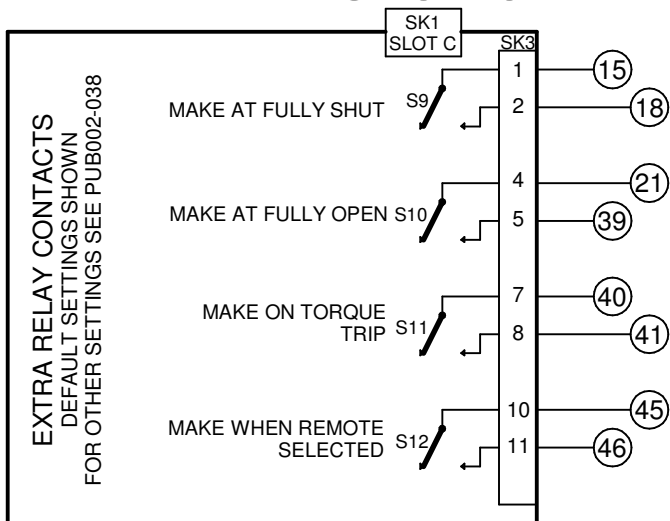 SK1
SLOT C
SK3
EXTRA RELAY CONTACTS
DEFAULT SETTINGS SHOWN
FOR OTHER SETTINGS SEE PUB002-038
MAKE AT FULLY SHUT S9
1 15
2 18
MAKE AT FULLY OPEN S10
4 21
5 39
MAKE ON TORQUE
TRIP S11
7 40
8 41
MAKE WHEN REMOTE
SELECTED S12
10 45
11 46